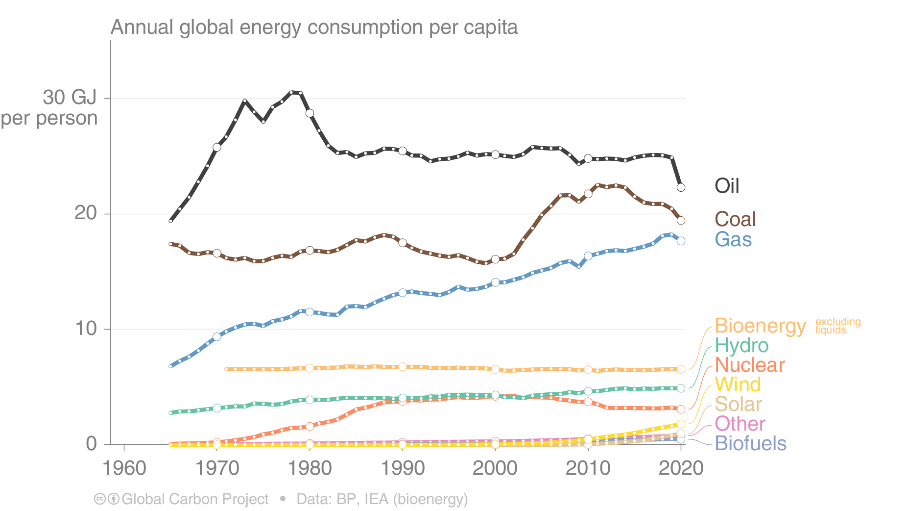 Annual global energy consumption per capita
30 GJ
per person
20
10
0
1960 1970 1980 1990 2000 2010 2020
Oil
Coal
Gas
Bioenergy excluding liquids
Hydro
Nuclear
Wind
Solar
Other
Biofuels
Global Carbon Project • Data: BP, IEA (bioenergy)